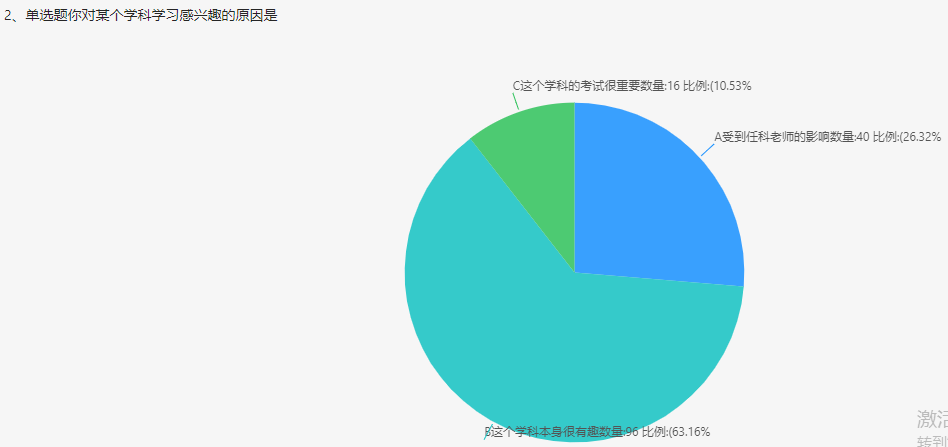 2、单选题你对某个学科学习感兴趣的原因是
C这个学科的考试很重要数量:16 比例:(10.53%
A受到任科老师的影响数量:40 比例:(26.32%
B这个学科本身很有趣数量:96 比例:(63.16%
激活
转到